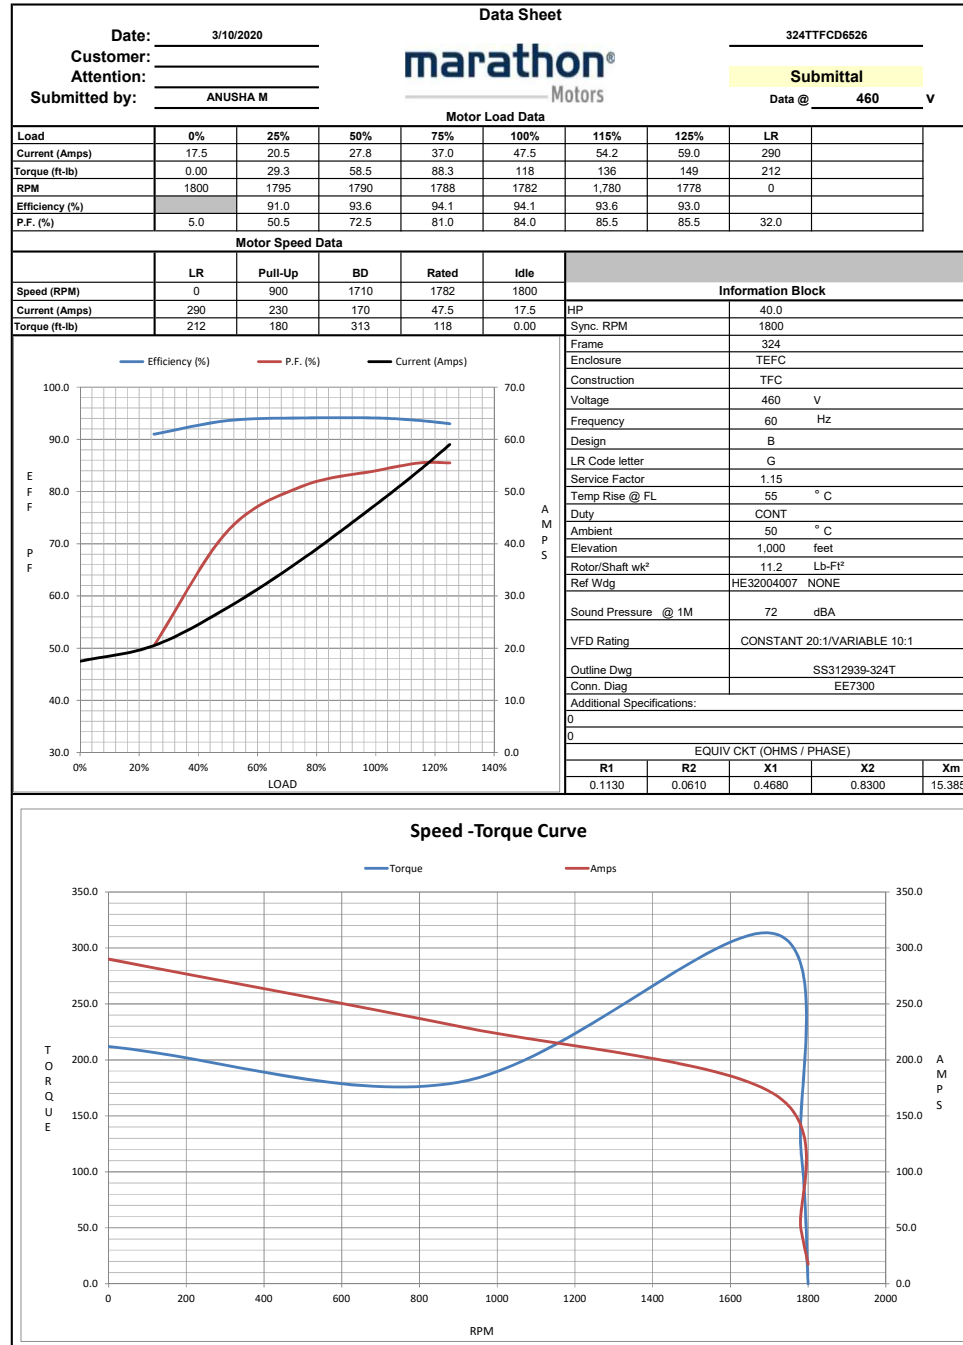 Data Sheet
Date: 3/10/2020 324TTFCD6526
Customer:
Attention: Submittal
Submitted by: ANUSHA M Data @ 460 V
marathon®
Motors
Motor Load Data
Load 0% 25% 50% 75% 100% 115% 125% LR
Current (Amps) 17.5 20.5 27.8 37.0 47.5 54.2 59.0 290
Torque (ft-lb) 0.00 29.3 58.5 88.3 118 136 149 212
RPM 1800 1795 1790 1788 1782 1,780 1778 0
Efficiency (%) 91.0 93.6 94.1 94.1 93.6 93.0
P.F. (%) 5.0 50.5 72.5 81.0 84.0 85.5 85.5 32.0
Motor Speed Data
LR Pull-Up BD Rated Idle
Speed (RPM) 0 900 1710 1782 1800
Current (Amps) 290 230 170 47.5 17.5
Torque (ft-lb) 212 180 313 118 0.00
Information Block
HP 40.0
Sync. RPM 1800
Frame 324
Enclosure TEFC
Construction TFC
Voltage 460 V
Frequency 60 Hz
Design B
LR Code letter G
Service Factor 1.15
Temp Rise @ FL 55 ° C
Duty CONT
Ambient 50 ° C
Elevation 1,000 feet
Rotor/Shaft wk² 11.2 Lb-Ft²
Ref Wdg HE32004007 NONE
Sound Pressure @ 1M 72 dBA
VFD Rating CONSTANT 20:1/VARIABLE 10:1
Outline Dwg SS312939-324T
Conn. Diag EE7300
Additional Specifications:
0
0
EQUIV CKT (OHMS / PHASE)
R1 R2 X1 X2 Xm
0.1130 0.0610 0.4680 0.8300 15.385
Efficiency (%) P.F. (%) Current (Amps)
100.0 70.0
90.0 60.0
80.0 50.0
70.0 40.0
60.0 30.0
50.0 20.0
40.0 10.0
30.0 0.0
EFF PF
AMPS
0% 20% 40% 60% 80% 100% 120% 140%
LOAD
Speed -Torque Curve
Torque Amps
350.0 350.0
300.0 300.0
250.0 250.0
200.0 200.0
150.0 150.0
100.0 100.0
50.0 50.0
0.0 0.0
TORQUE
AMPS
0 200 400 600 800 1000 1200 1400 1600 1800 2000
RPM